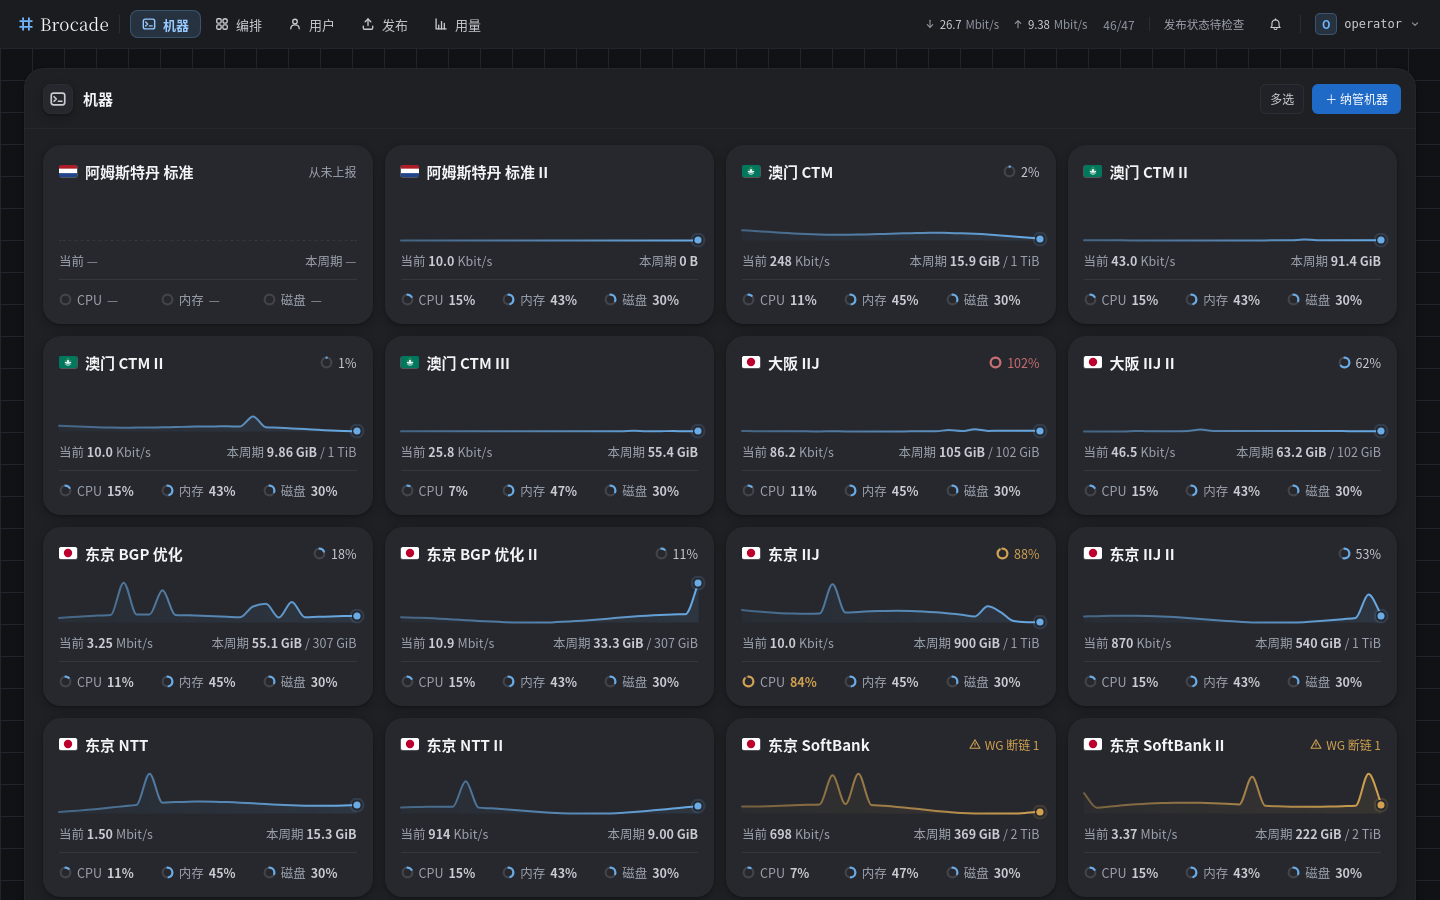 Brocade 机器 编排 用户 发布 用量 ↓ 26.7 Mbit/s ↑ 9.38 Mbit/s 46/47 发布状态待检查 O operator
机器 多选 + 纳管机器
阿姆斯特丹 标准 从未上报
当前 — 本周期 —
CPU — 内存 — 磁盘 —
阿姆斯特丹 标准 II
当前 10.0 Kbit/s 本周期 0 B
CPU 15% 内存 43% 磁盘 30%
澳门 CTM 2%
当前 248 Kbit/s 本周期 15.9 GiB / 1 TiB
CPU 11% 内存 45% 磁盘 30%
澳门 CTM II
当前 43.0 Kbit/s 本周期 91.4 GiB
CPU 15% 内存 43% 磁盘 30%
澳门 CTM II 1%
当前 10.0 Kbit/s 本周期 9.86 GiB / 1 TiB
CPU 15% 内存 43% 磁盘 30%
澳门 CTM III
当前 25.8 Kbit/s 本周期 55.4 GiB
CPU 7% 内存 47% 磁盘 30%
大阪 IIJ 102%
当前 86.2 Kbit/s 本周期 105 GiB / 102 GiB
CPU 11% 内存 45% 磁盘 30%
大阪 IIJ II 62%
当前 46.5 Kbit/s 本周期 63.2 GiB / 102 GiB
CPU 15% 内存 43% 磁盘 30%
东京 BGP 优化 18%
当前 3.25 Mbit/s 本周期 55.1 GiB / 307 GiB
CPU 11% 内存 45% 磁盘 30%
东京 BGP 优化 II 11%
当前 10.9 Mbit/s 本周期 33.3 GiB / 307 GiB
CPU 15% 内存 43% 磁盘 30%
东京 IIJ 88%
当前 10.0 Kbit/s 本周期 900 GiB / 1 TiB
CPU 84% 内存 45% 磁盘 30%
东京 IIJ II 53%
当前 870 Kbit/s 本周期 540 GiB / 1 TiB
CPU 15% 内存 43% 磁盘 30%
东京 NTT
当前 1.50 Mbit/s 本周期 15.3 GiB
CPU 11% 内存 45% 磁盘 30%
东京 NTT II
当前 914 Kbit/s 本周期 9.00 GiB
CPU 15% 内存 43% 磁盘 30%
东京 SoftBank WG 断链 1
当前 698 Kbit/s 本周期 369 GiB / 2 TiB
CPU 7% 内存 47% 磁盘 30%
东京 SoftBank II WG 断链 1
当前 3.37 Mbit/s 本周期 222 GiB / 2 TiB
CPU 15% 内存 43% 磁盘 30%